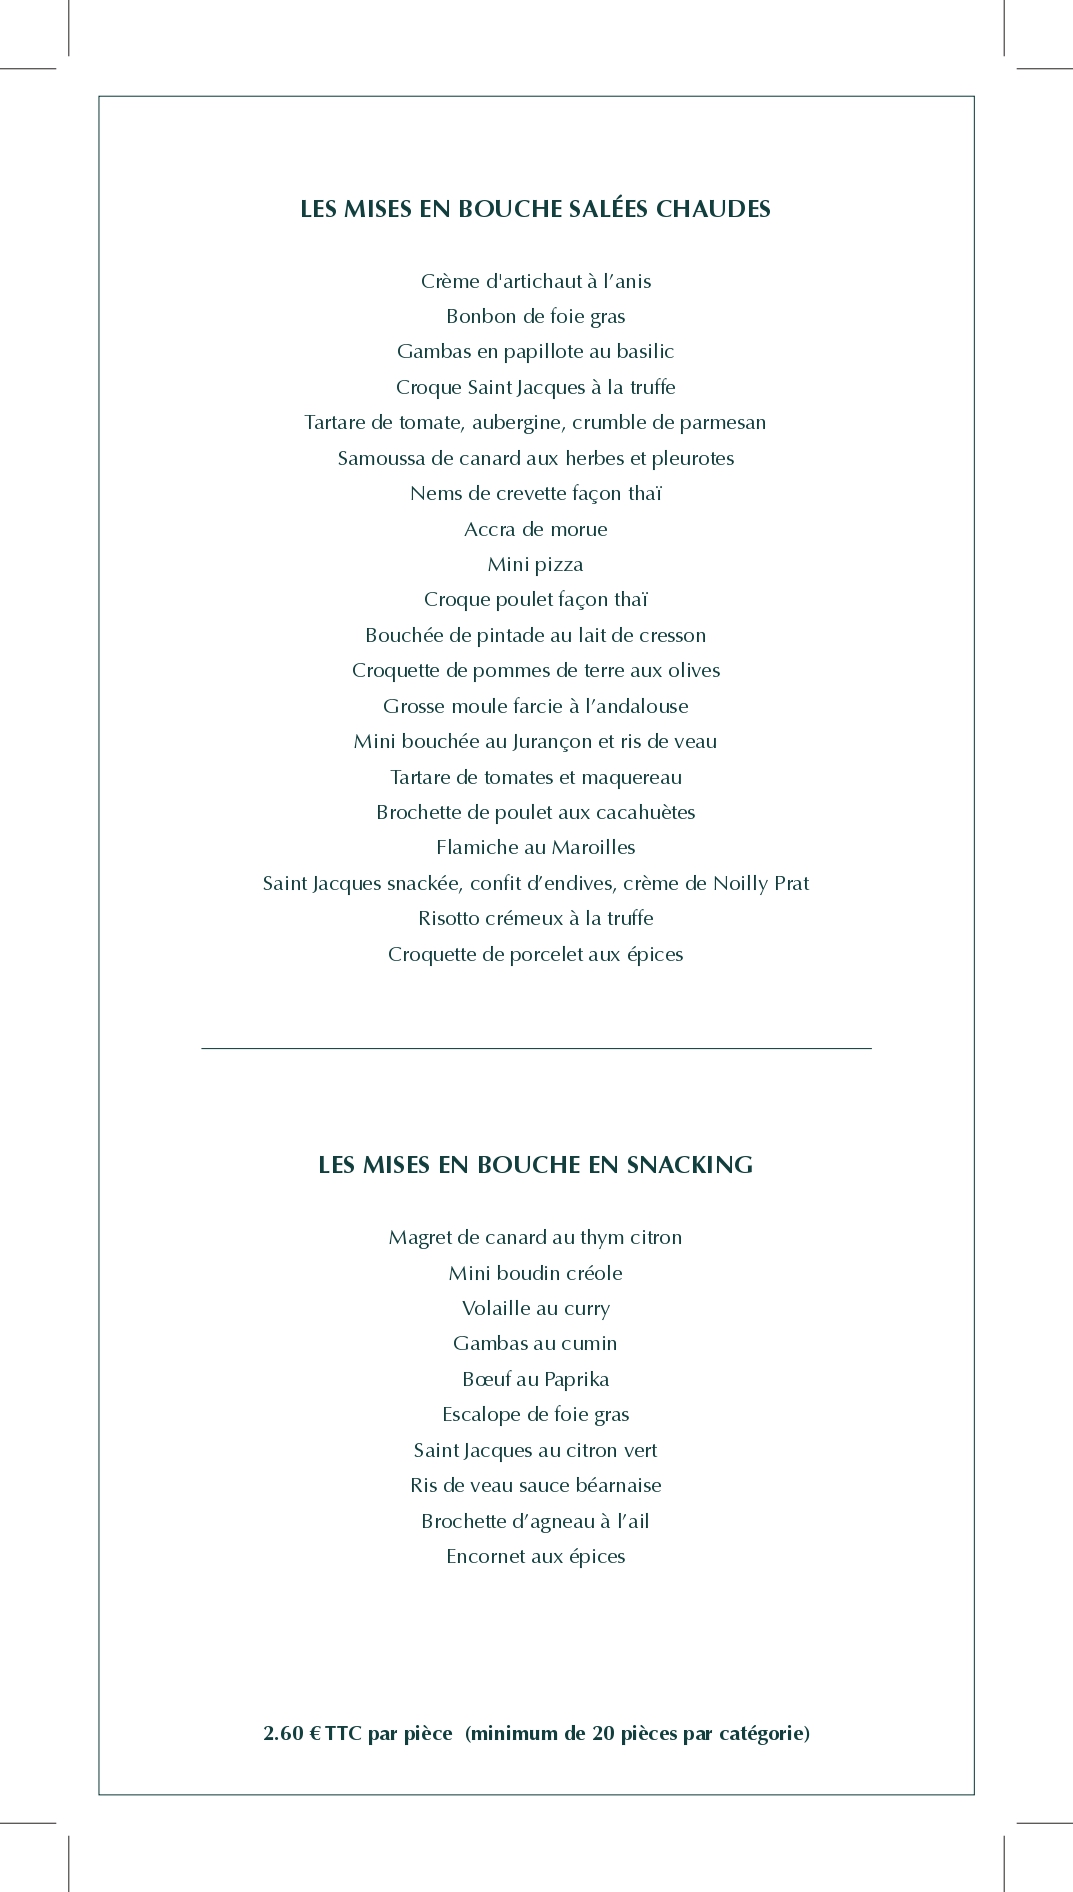 LES MISES EN BOUCHE SALÉES CHAUDES
Crème d'artichaut à l’anis
Bonbon de foie gras
Gambas en papillote au basilic
Croque Saint Jacques à la truffe
Tartare de tomate, aubergine, crumble de parmesan
Samoussa de canard aux herbes et pleurotes
Nems de crevette façon thaï
Accra de morue
Mini pizza
Croque poulet façon thaï
Bouchée de pintade au lait de cresson
Croquette de pommes de terre aux olives
Grosse moule farcie à l’andalouse
Mini bouchée au Jurançon et ris de veau
Tartare de tomates et maquereau
Brochette de poulet aux cacahuètes
Flamiche au Maroilles
Saint Jacques snackée, confit d’endives, crème de Noilly Prat
Risotto crémeux à la truffe
Croquette de porcelet aux épices
LES MISES EN BOUCHE EN SNACKING
Magret de canard au thym citron
Mini boudin créole
Volaille au curry
Gambas au cumin
Bœuf au Paprika
Escalope de foie gras
Saint Jacques au citron vert
Ris de veau sauce béarnaise
Brochette d’agneau à l’ail
Encornet aux épices
2.60 € TTC par pièce  (minimum de 20 pièces par catégorie)